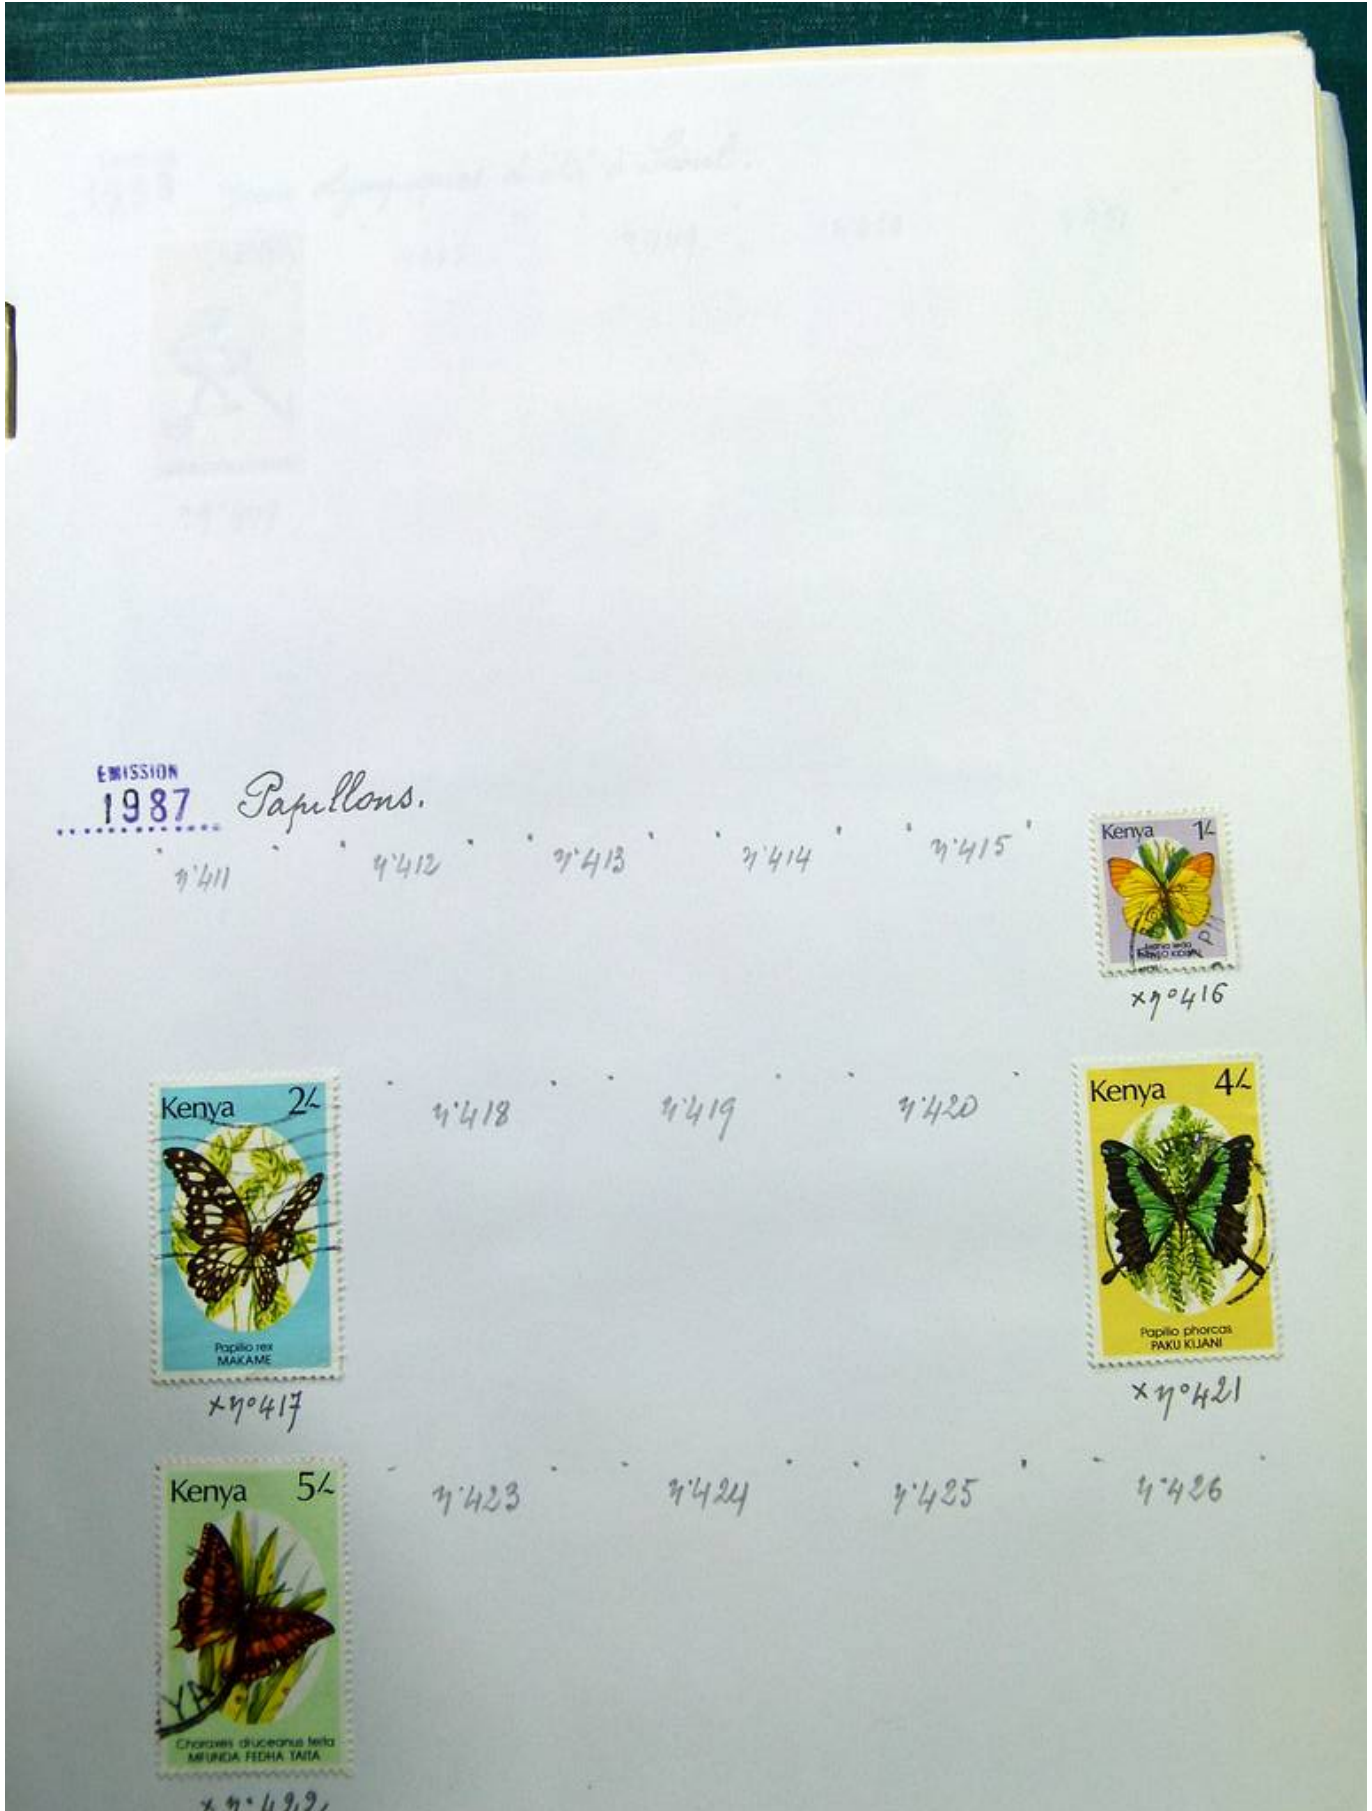 EMISSION
1987 Papillons.
n°411 n°412 n°413 n°414 n°415
Kenya 1/-
x n°416
Kenya 2/-
Papilio rex
MAKAME
x n°417
n°418 n°419 n°420
Kenya 4/-
Papilio phorcas
PAKU KIJANI
x n°421
Kenya 5/-
YA
Charaxes druceanus teita
MFUNDA FEDHA TAITA
x n°422
n°423 n°424 n°425 n°426